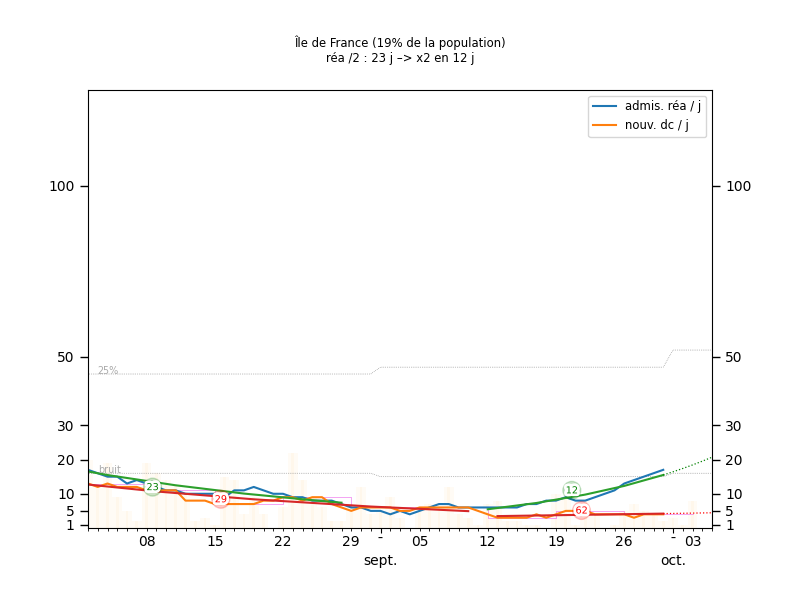 Île de France (19% de la population)
réa /2 : 23 j –> x2 en 12 j
admis. réa / j
nouv. dc / j
100 100
50 50
25%
30 30
20 20
bruit
23
12
10 10
29
62
5 5
1 1
08 15 22 29 - 05 12 19 26 - 03
sept. oct.